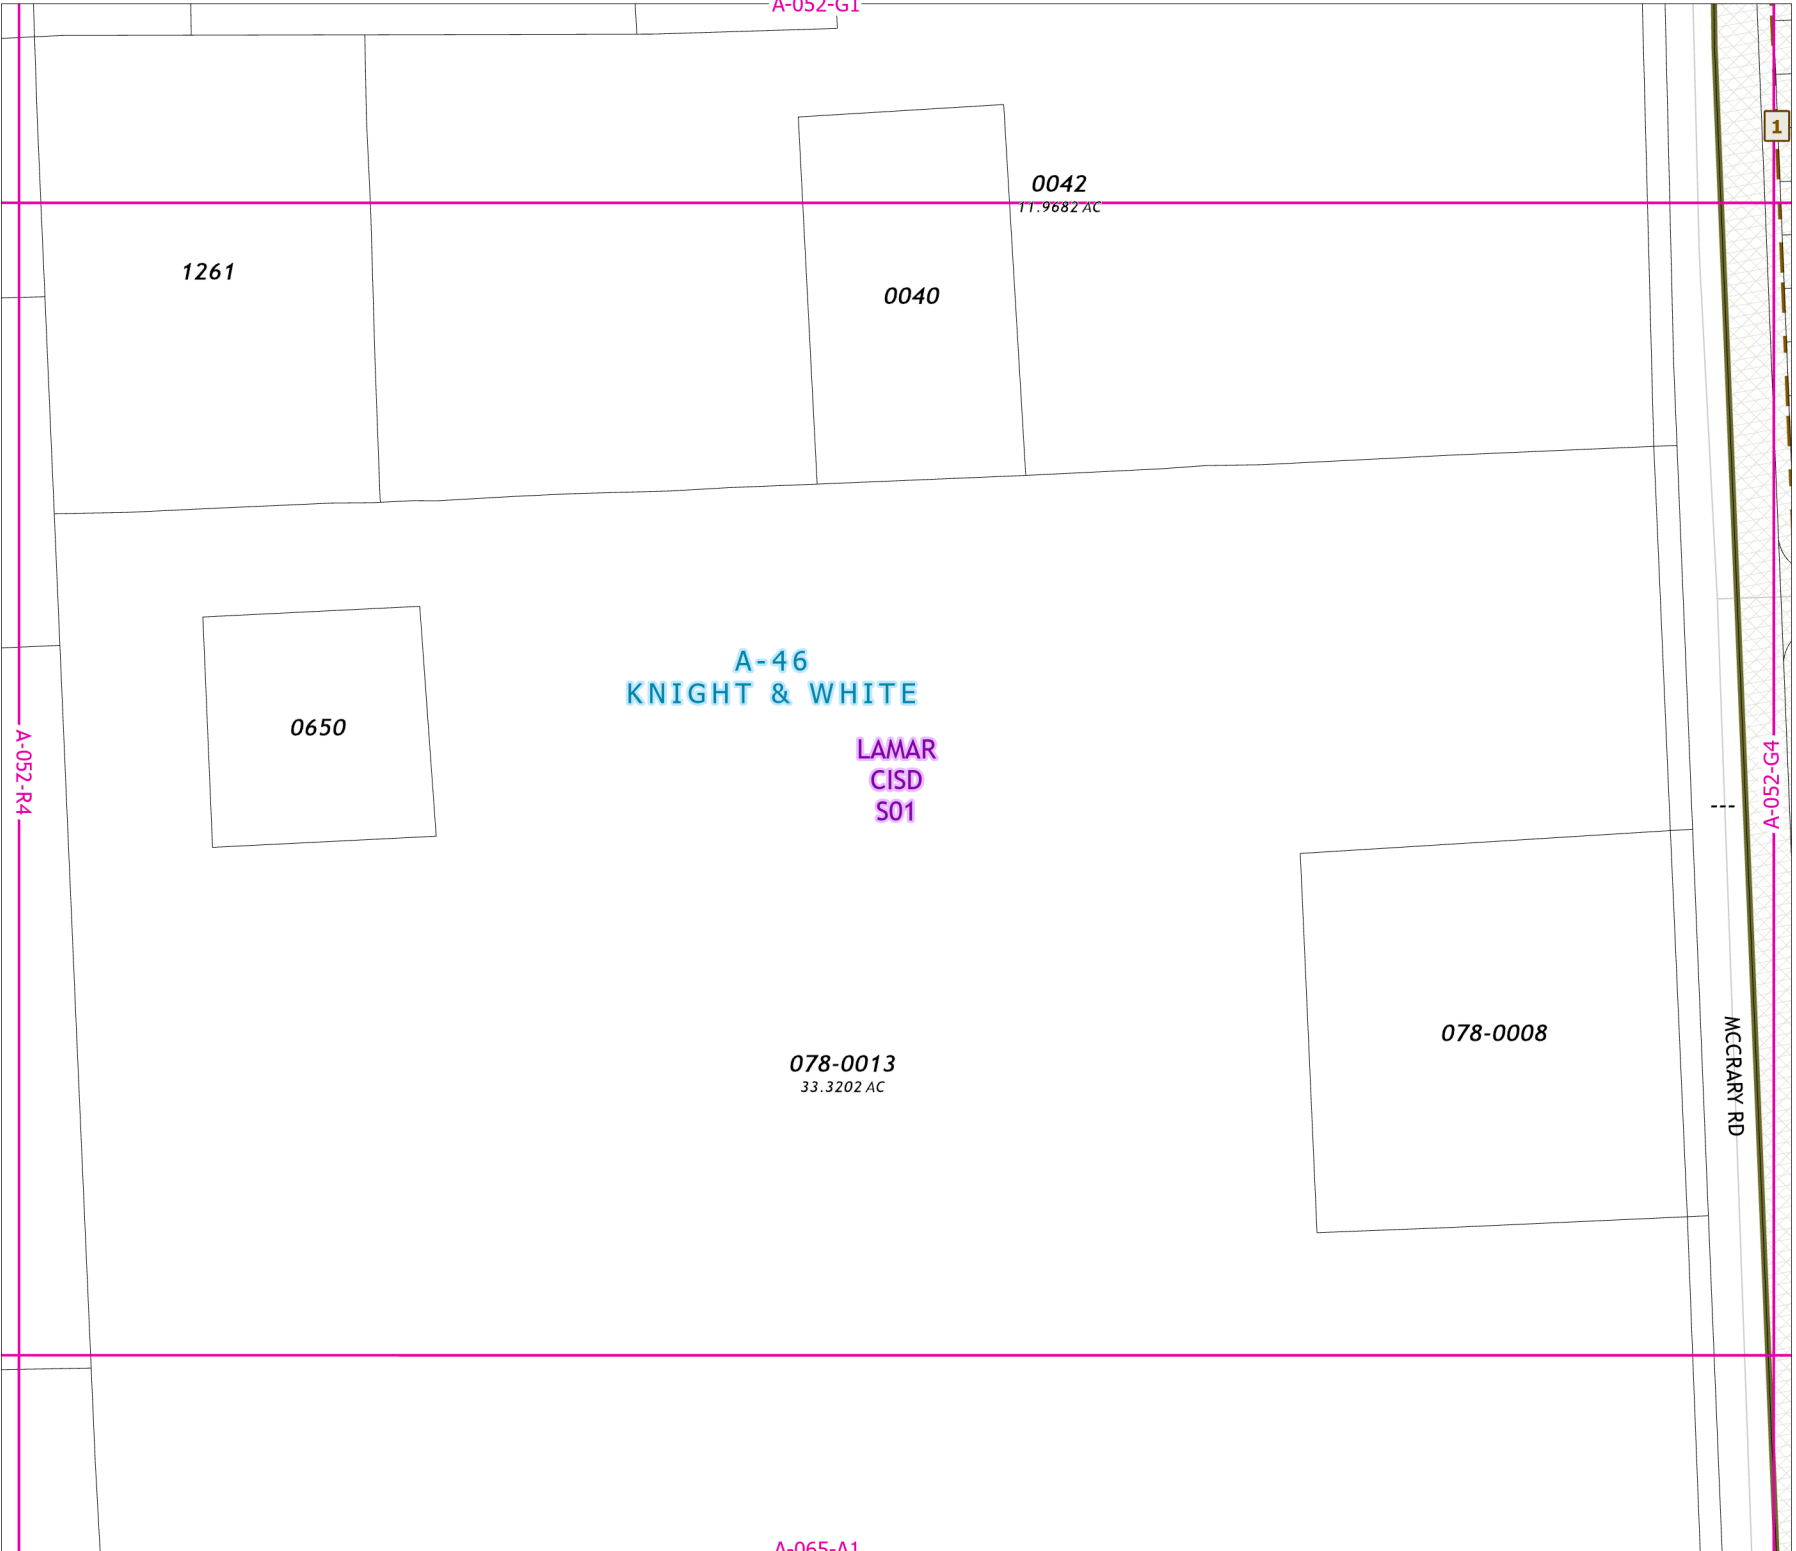 A-052-G1
1
0042
11.9682 AC
1261
0040
A-46
KNIGHT & WHITE
0650
LAMAR
CISD
S01
A-052-R4
A-052-G4
---
078-0008
078-0013
33.3202 AC
MCCRARY RD
A-065-A1